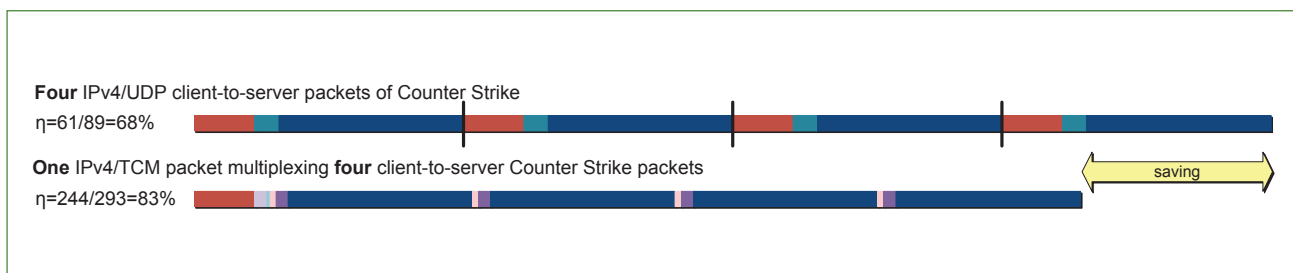 Four IPv4/UDP client-to-server packets of Counter Strike
η=61/89=68%
One IPv4/TCM packet multiplexing four client-to-server Counter Strike packets
saving
η=244/293=83%